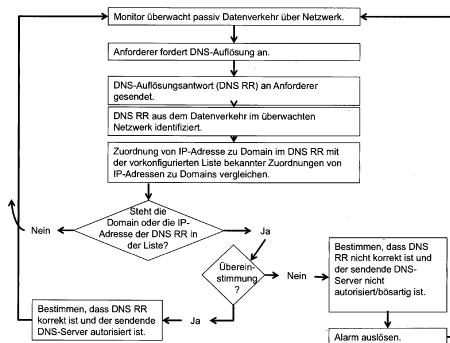 Monitor überwacht passiv Datenverkehr über Netzwerk.
Anforderer fordert DNS-Auflösung an.
DNS-Auflösungsantwort (DNS RR) an Anforderer
gesendet.
DNS RR aus dem Datenverkehr im überwachten
Netzwerk identifiziert.
Zuordnung von IP-Adresse zu Domain im DNS RR mit
der vorkonfigurierten Liste bekannter Zuordnungen von
IP-Adressen zu Domains vergleichen.
Steht die
Domain oder die IP-
Adresse der DNS RR in
der Liste?
Nein
Ja
Überein-
stimmung
?
Nein
Bestimmen, dass DNS
RR nicht korrekt ist und
der sendende DNS-
Server nicht
autorisiert/bösartig ist.
Ja
Bestimmen, dass DNS RR
korrekt ist und der sendende
DNS-Server autorisiert ist.
Alarm auslösen.